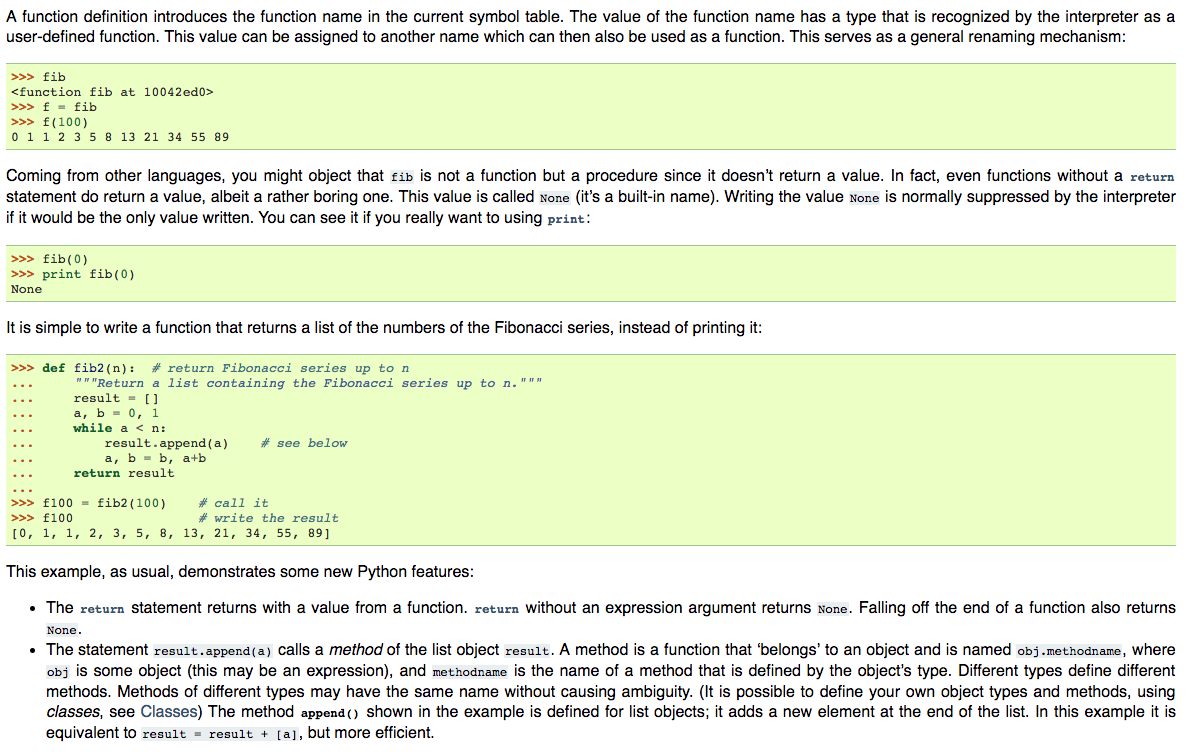 A function definition introduces the function name in the current symbol table. The value of the function name has a type that is recognized by the interpreter as a
user-defined function. This value can be assigned to another name which can then also be used as a function. This serves as a general renaming mechanism:
>>> fib
<function fib at 10042ed0>
>>> f = fib
>>> f(100)
0 1 1 2 3 5 8 13 21 34 55 89
Coming from other languages, you might object that fib is not a function but a procedure since it doesn't return a value. In fact, even functions without a return
statement do return a value, albeit a rather boring one. This value is called None (it's a built-in name). Writing the value None is normally suppressed by the interpreter
if it would be the only value written. You can see it if you really want to using print:
>>> fib(0)
>>> print fib(0)
None
It is simple to write a function that returns a list of the numbers of the Fibonacci series, instead of printing it:
>>> def fib2(n):  # return Fibonacci series up to n
...     """Return a list containing the Fibonacci series up to n."""
...     result = []
...     a, b = 0, 1
...     while a < n:
...         result.append(a)    # see below
...         a, b = b, a+b
...     return result
...
>>> f100 = fib2(100)    # call it
>>> f100                # write the result
[0, 1, 1, 2, 3, 5, 8, 13, 21, 34, 55, 89]
This example, as usual, demonstrates some new Python features:
• The return statement returns with a value from a function. return without an expression argument returns None. Falling off the end of a function also returns
None.
• The statement result.append(a) calls a method of the list object result. A method is a function that 'belongs' to an object and is named obj.methodname, where
obj is some object (this may be an expression), and methodname is the name of a method that is defined by the object's type. Different types define different
methods. Methods of different types may have the same name without causing ambiguity. (It is possible to define your own object types and methods, using
classes, see Classes) The method append() shown in the example is defined for list objects; it adds a new element at the end of the list. In this example it is
equivalent to result = result + [a], but more efficient.